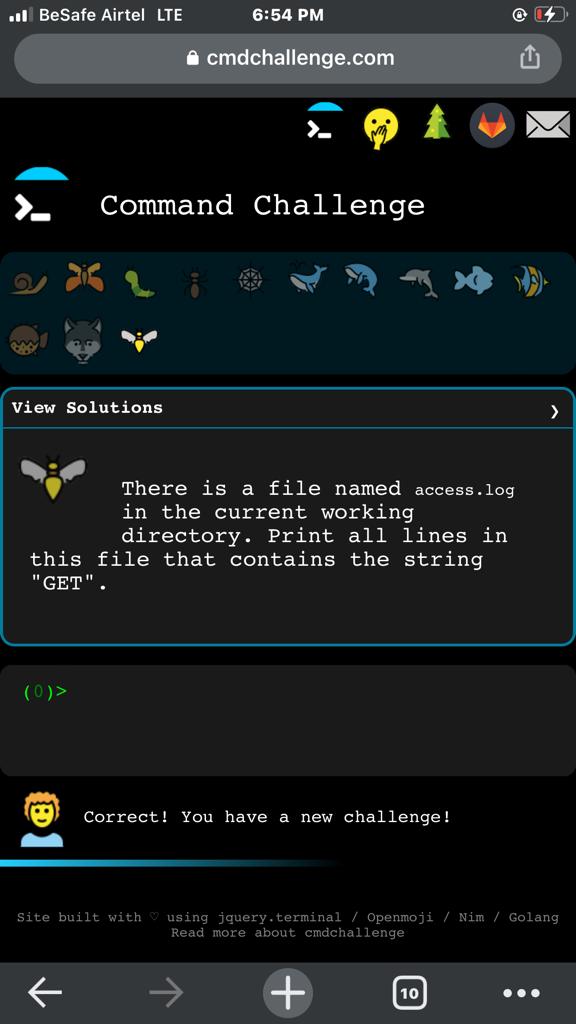 BeSafe Airtel LTE 6:54 PM
cmdchallenge.com
Command Challenge
View Solutions
There is a file named access.log
in the current working
directory. Print all lines in
this file that contains the string
"GET".
(0)>
Correct! You have a new challenge!
Site built with ♡ using jquery.terminal / Openmoji / Nim / Golang
Read more about cmdchallenge
10